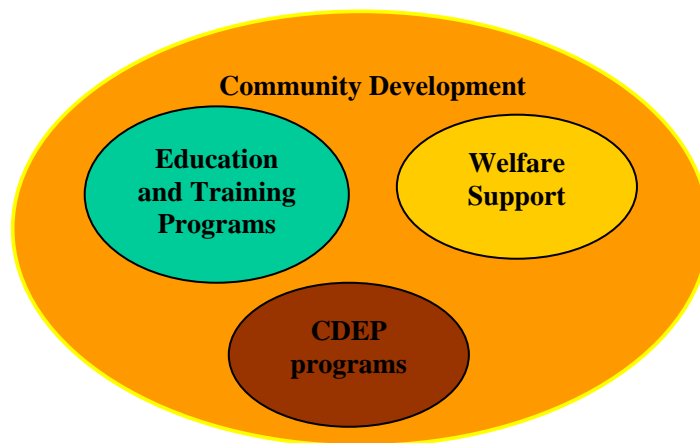 Community Development
Education
and Training
Programs
Welfare
Support
CDEP
programs